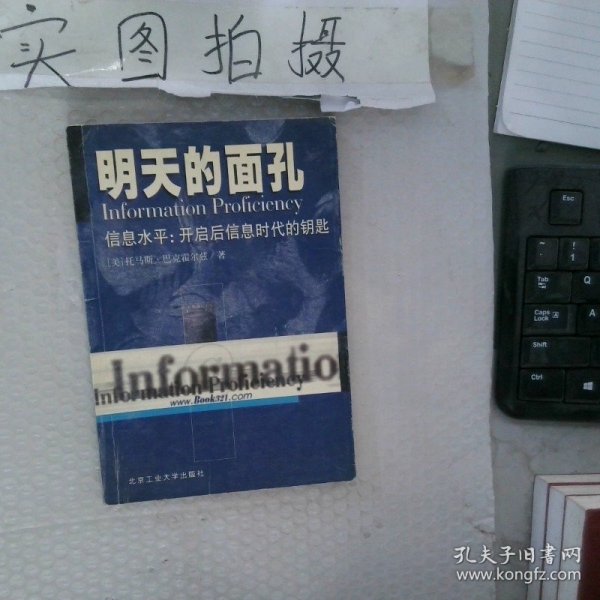 实图拍摄
明天的面孔
Information Proficiency
信息水平：开启后信息时代的钥匙
［美］托马斯·巴克霍尔兹／著
Informatio
Information Proficiency
www.Book321.com
北京工业大学出版社
Esc
~
!
1
Tab
Q
Caps Lock
A
Shift
Ctrl
孔夫子旧书网
www.kongfz.com